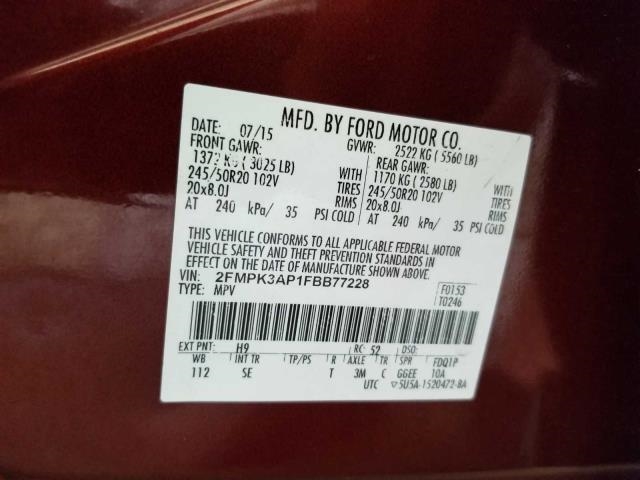 MFD. BY FORD MOTOR CO.
DATE: 07/15 GVWR: 2522 KG ( 5560 LB)
FRONT GAWR: REAR GAWR:
KG ( 3025 LB) WITH 1170 KG ( 2580 LB) WITH
245/50R20 102V TIRES 245/50R20 102V TIRES
20x8.0J RIMS 20x8.0J RIMS
AT 240 kPa/ 35 PSI COLD AT 240 kPa/ 35 PSI COLD
THIS VEHICLE CONFORMS TO ALL APPLICABLE FEDERAL MOTOR
VEHICLE SAFETY AND THEFT PREVENTION STANDARDS IN
EFFECT ON THE DATE OF MANUFACTURE SHOWN ABOVE.
VIN: 2FMPK3AP1FBB77228 F0153
TYPE: MPV T0246
EXT PNT: H9 RC: 52 DSO:
WB INT TR TP/PS R AXLE TR SPR FDQ1P
112 SE T 3M C GGEE 10A
UTC ▽5U5A-1520472-BA